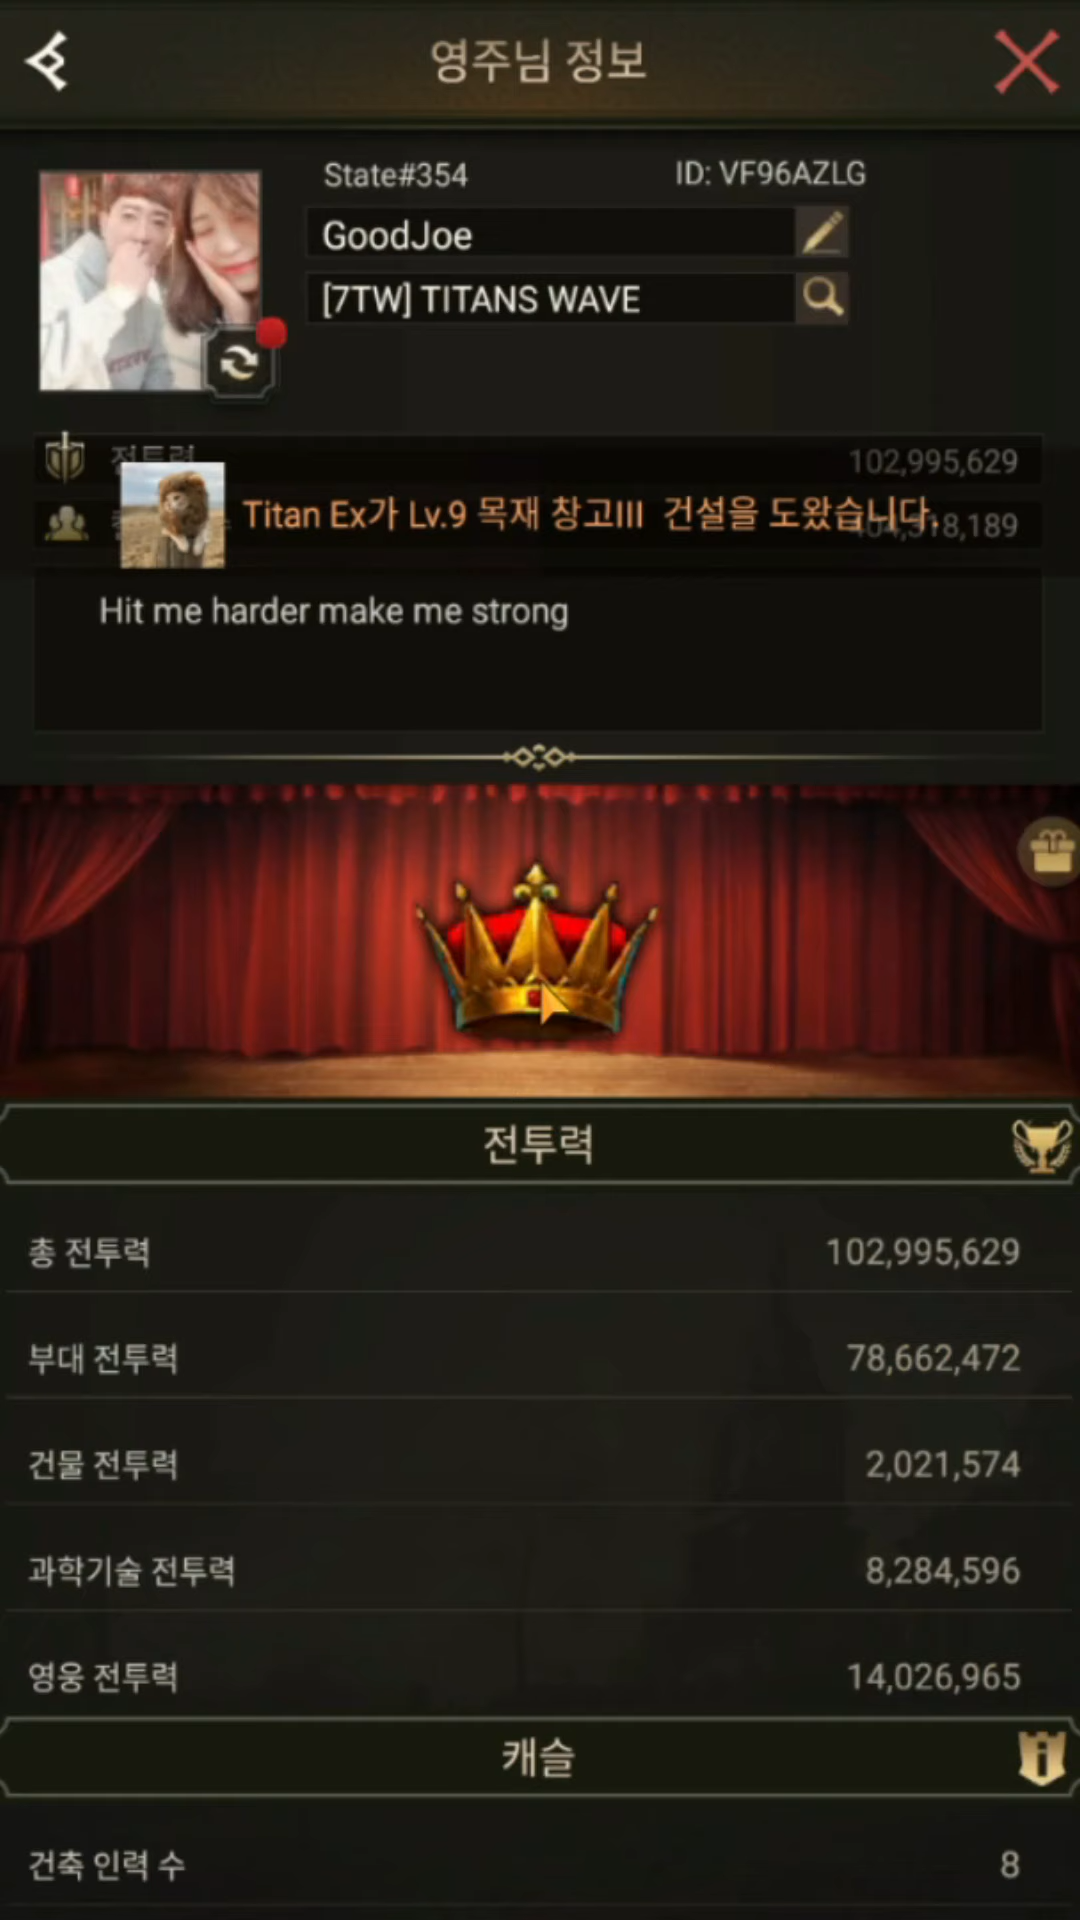 영주님 정보
State#354 ID: VF96AZLG
GoodJoe
[7TW] TITANS WAVE
전투력 102,995,629
Titan Ex가 Lv.9 목재 창고III 건설을 도왔습니다.
Hit me harder make me strong
전투력
총 전투력 102,995,629
부대 전투력 78,662,472
건물 전투력 2,021,574
과학기술 전투력 8,284,596
영웅 전투력 14,026,965
캐슬
건축 인력 수 8